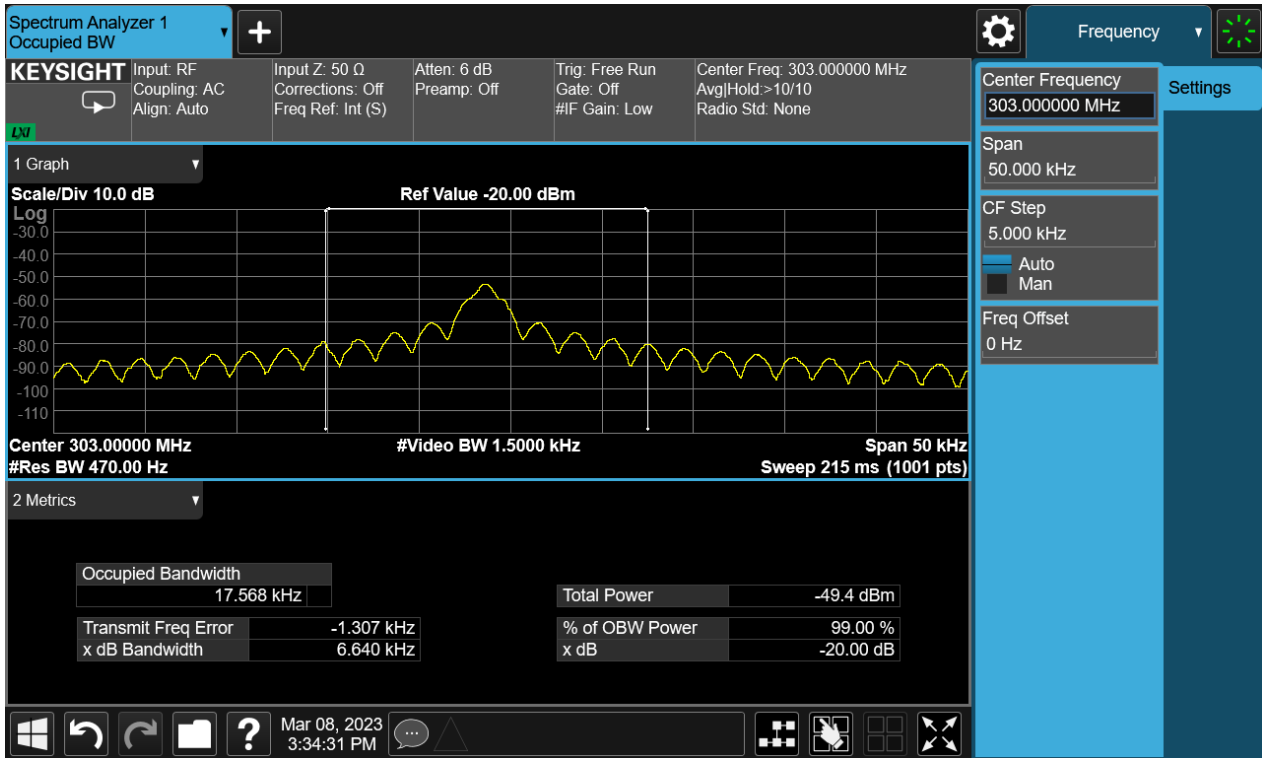 Spectrum Analyzer 1
Occupied BW
Frequency
KEYSIGHT
LXI
Input: RF
Coupling: AC
Align: Auto
Input Z: 50 Ω
Corrections: Off
Freq Ref: Int (S)
Atten: 6 dB
Preamp: Off
Trig: Free Run
Gate: Off
#IF Gain: Low
Center Freq: 303.000000 MHz
Avg|Hold:>10/10
Radio Std: None
Center Frequency
303.000000 MHz
Settings
Span
50.000 kHz
CF Step
5.000 kHz
Auto
Man
Freq Offset
0 Hz
1 Graph
Scale/Div 10.0 dB
Ref Value -20.00 dBm
Log
-30.0
-40.0
-50.0
-60.0
-70.0
-80.0
-90.0
-100
-110
Center 303.00000 MHz
#Video BW 1.5000 kHz
Span 50 kHz
#Res BW 470.00 Hz
Sweep 215 ms (1001 pts)
2 Metrics
Occupied Bandwidth
17.568 kHz
Total Power -49.4 dBm
Transmit Freq Error -1.307 kHz
% of OBW Power 99.00 %
x dB Bandwidth 6.640 kHz
x dB -20.00 dB
?
Mar 08, 2023
3:34:31 PM